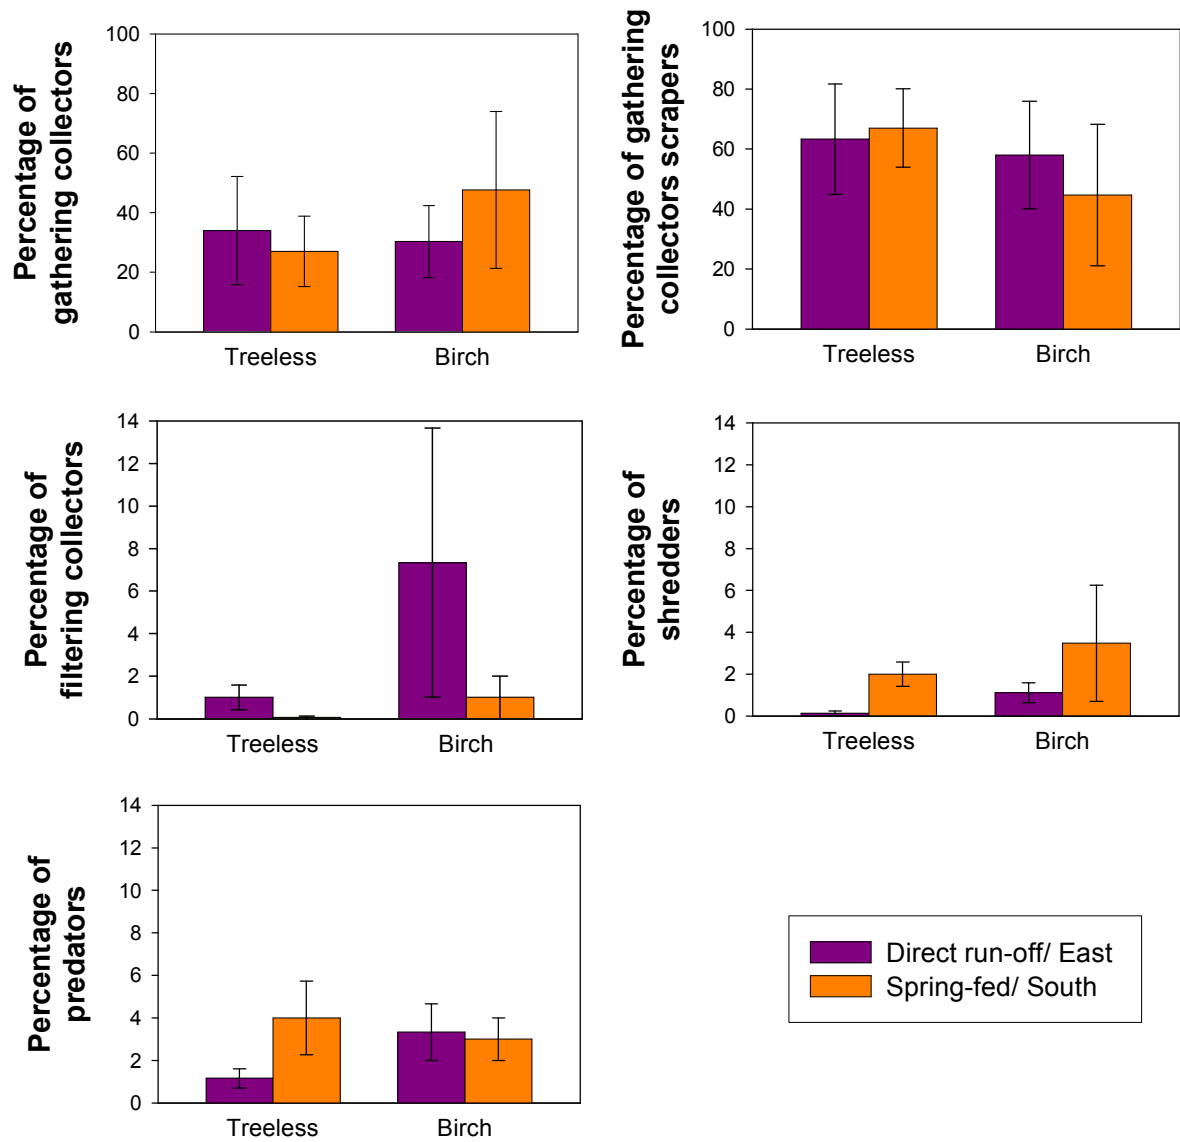 Percentage of
gathering collectors
100
80
60
40
20
0
Treeless
Birch
Percentage of gathering
collectors scrapers
100
80
60
40
20
0
Treeless
Birch
Percentage of
filtering collectors
14
12
10
8
6
4
2
0
Treeless
Birch
Percentage of
shredders
14
12
10
8
6
4
2
0
Treeless
Birch
Percentage of
predators
14
12
10
8
6
4
2
0
Treeless
Birch
Direct run-off/ East
Spring-fed/ South